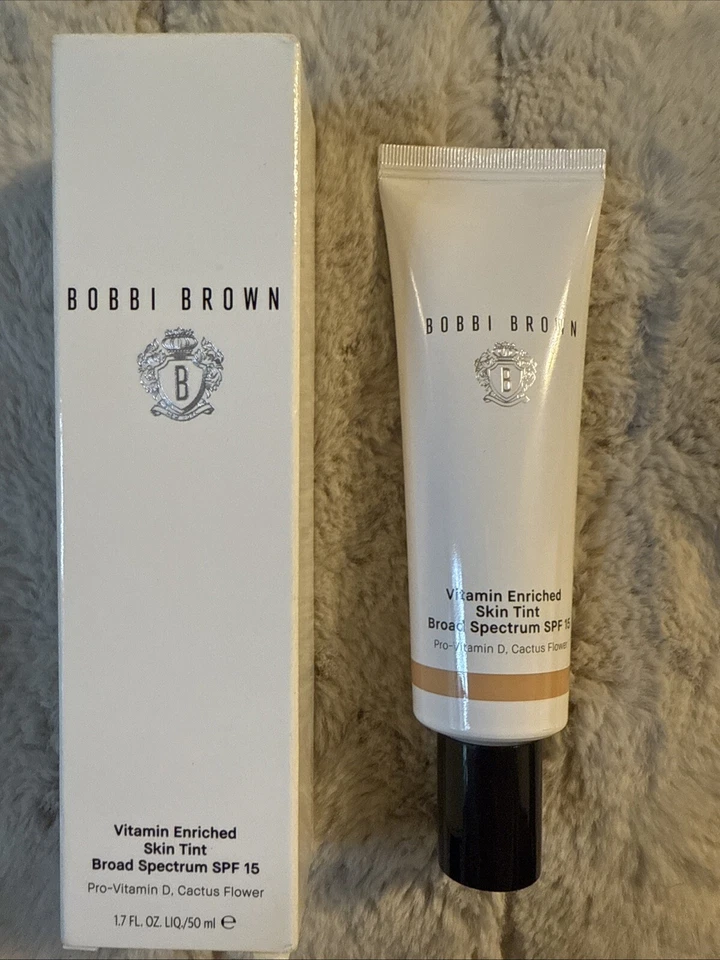 BOBBI BROWN
B
Vitamin Enriched
Skin Tint
Broad Spectrum SPF 15
Pro-Vitamin D, Cactus Flower
1.7 FL. OZ. LIQ./50 ml ℮
BOBBI BROWN
B
Vitamin Enriched
Skin Tint
Broad Spectrum SPF 15
Pro-Vitamin D, Cactus Flower